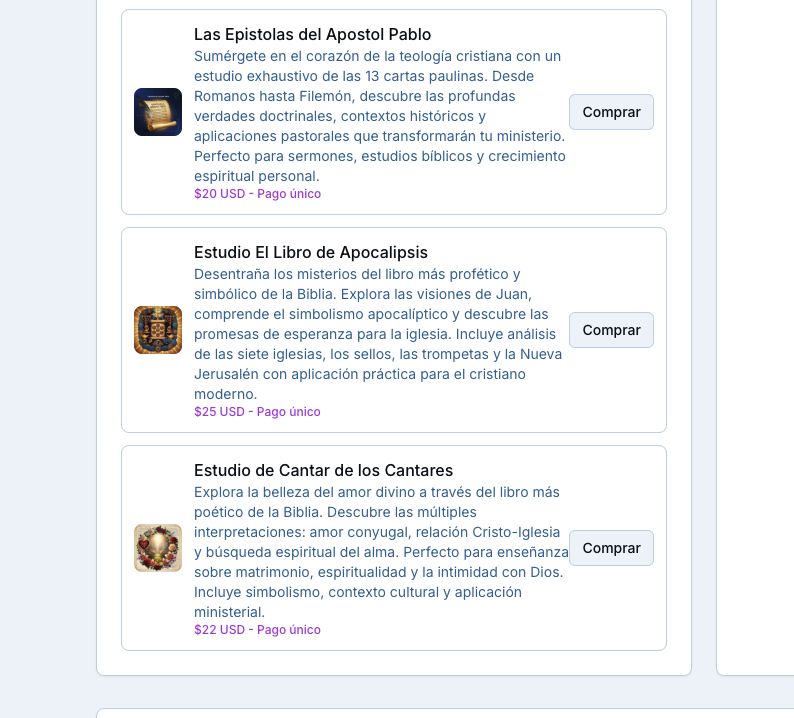 Las Epistolas del Apostol Pablo
Sumérgete en el corazón de la teología cristiana con un
estudio exhaustivo de las 13 cartas paulinas. Desde
Romanos hasta Filemón, descubre las profundas
verdades doctrinales, contextos históricos y
aplicaciones pastorales que transformarán tu ministerio.
Perfecto para sermones, estudios bíblicos y crecimiento
espiritual personal.
$20 USD - Pago único
Comprar
Estudio El Libro de Apocalipsis
Desentraña los misterios del libro más profético y
simbólico de la Biblia. Explora las visiones de Juan,
comprende el simbolismo apocalíptico y descubre las
promesas de esperanza para la iglesia. Incluye análisis
de las siete iglesias, los sellos, las trompetas y la Nueva
Jerusalén con aplicación práctica para el cristiano
moderno.
$25 USD - Pago único
Comprar
Estudio de Cantar de los Cantares
Explora la belleza del amor divino a través del libro más
poético de la Biblia. Descubre las múltiples
interpretaciones: amor conyugal, relación Cristo-Iglesia
y búsqueda espiritual del alma. Perfecto para enseñanza
sobre matrimonio, espiritualidad y la intimidad con Dios.
Incluye simbolismo, contexto cultural y aplicación
ministerial.
$22 USD - Pago único
Comprar